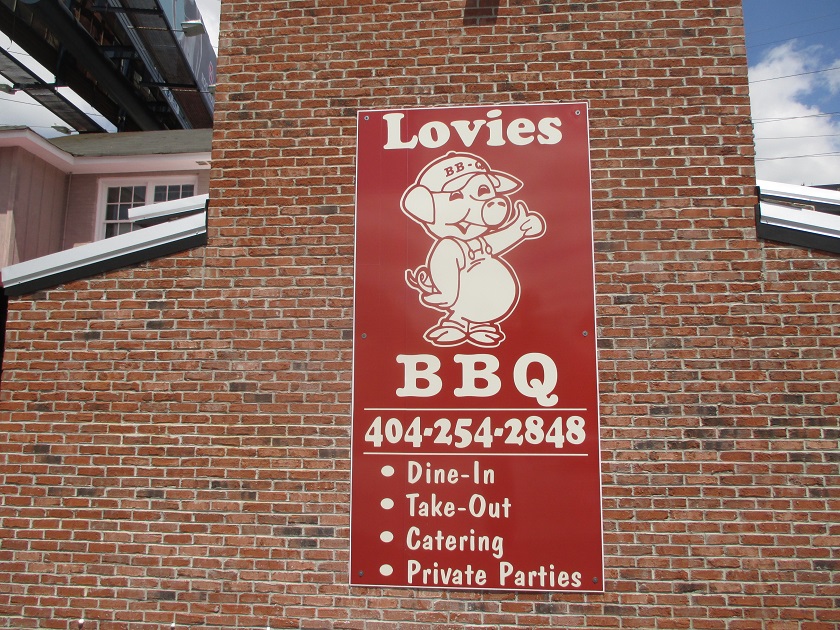 Lovies
BB-Q
BBQ
404-254-2848
• Dine-In
• Take-Out
• Catering
• Private Parties